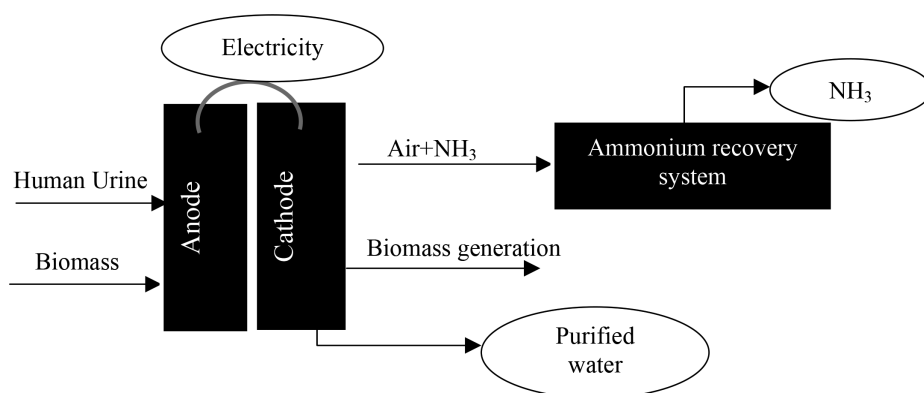 Electricity
NH₃
Air+NH₃
Ammonium recovery
system
Human Urine
Anode
Cathode
Biomass
Biomass generation
Purified
water